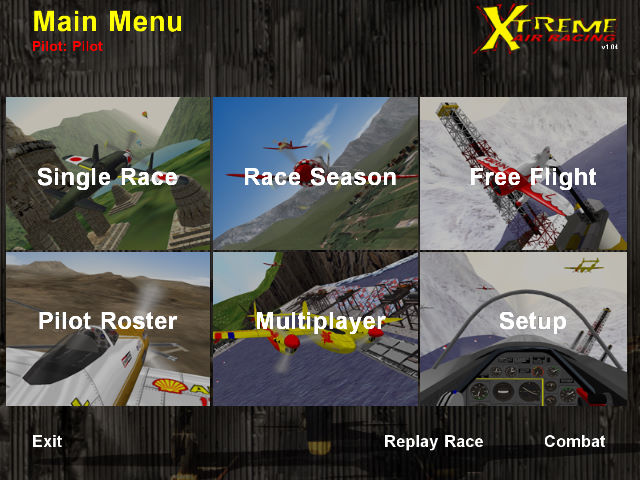 Main Menu
Pilot: Pilot
XTREME
AIR RACING
v1.04
Single Race
Race Season
Free Flight
Pilot Roster
Multiplayer
Setup
Exit
Replay Race
Combat